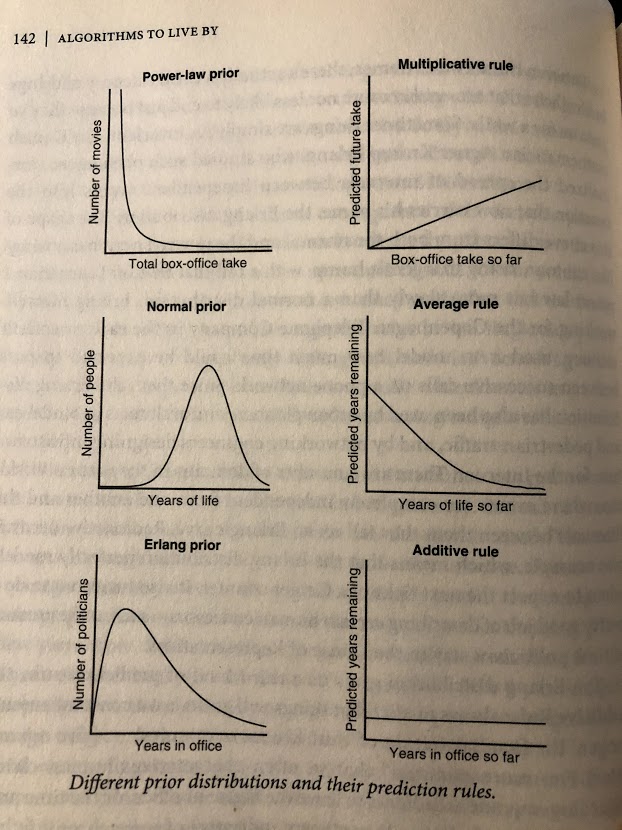 142 | ALGORITHMS TO LIVE BY
Power-law prior
Number of movies
Total box-office take
Multiplicative rule
Predicted future take
Box-office take so far
Normal prior
Number of people
Years of life
Average rule
Predicted years remaining
Years of life so far
Erlang prior
Number of politicians
Years in office
Additive rule
Predicted years remaining
Years in office so far
Different prior distributions and their prediction rules.